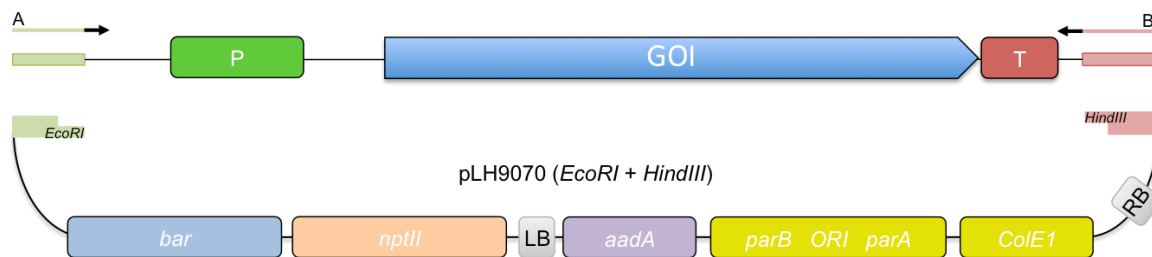 A
B
P
GOI
T
EcoRI
HindIII
pLH9070 (EcoRI + HindIII)
RB
bar
nptII
LB
aadA
parB ORI parA
ColE1